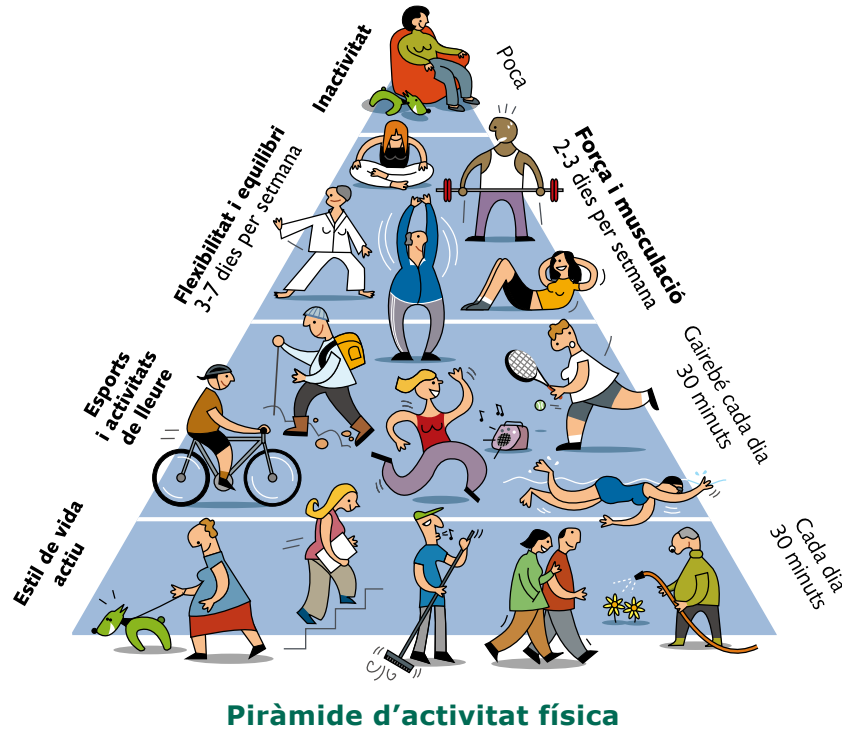 Inactivitat
Poca
Flexibilitat i equilibri
3-7 dies per setmana
Força i musculació
2-3 dies per setmana
Esports
i activitats
de lleure
Gairebé cada dia
30 minuts
Estil de vida
actiu
Cada dia
30 minuts
Piràmide d’activitat física